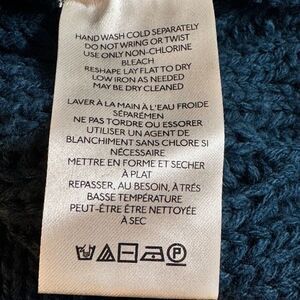 HAND WASH COLD SEPARATELY
DO NOT WRING OR TWIST
USE ONLY NON-CHLORINE
BLEACH
RESHAPE LAY FLAT TO DRY
LOW IRON AS NEEDED
MAY BE DRY CLEANED
LAVER À LA MAIN À L'EAU FROIDE
SÉPARÉMEN
NE PAS TORDRE OU ESSORER
UTILISER UN AGENT DE
BLANCHIMENT SANS CHLORE SI
NÉCESSAIRE
METTRE EN FORME ET SECHER
À PLAT
REPASSER, AU BESOIN, À TRÉS
BASSE TEMPÉRATURE
PEUT-ÊTRE ÊTRE NETTOYÉE
À SEC
P